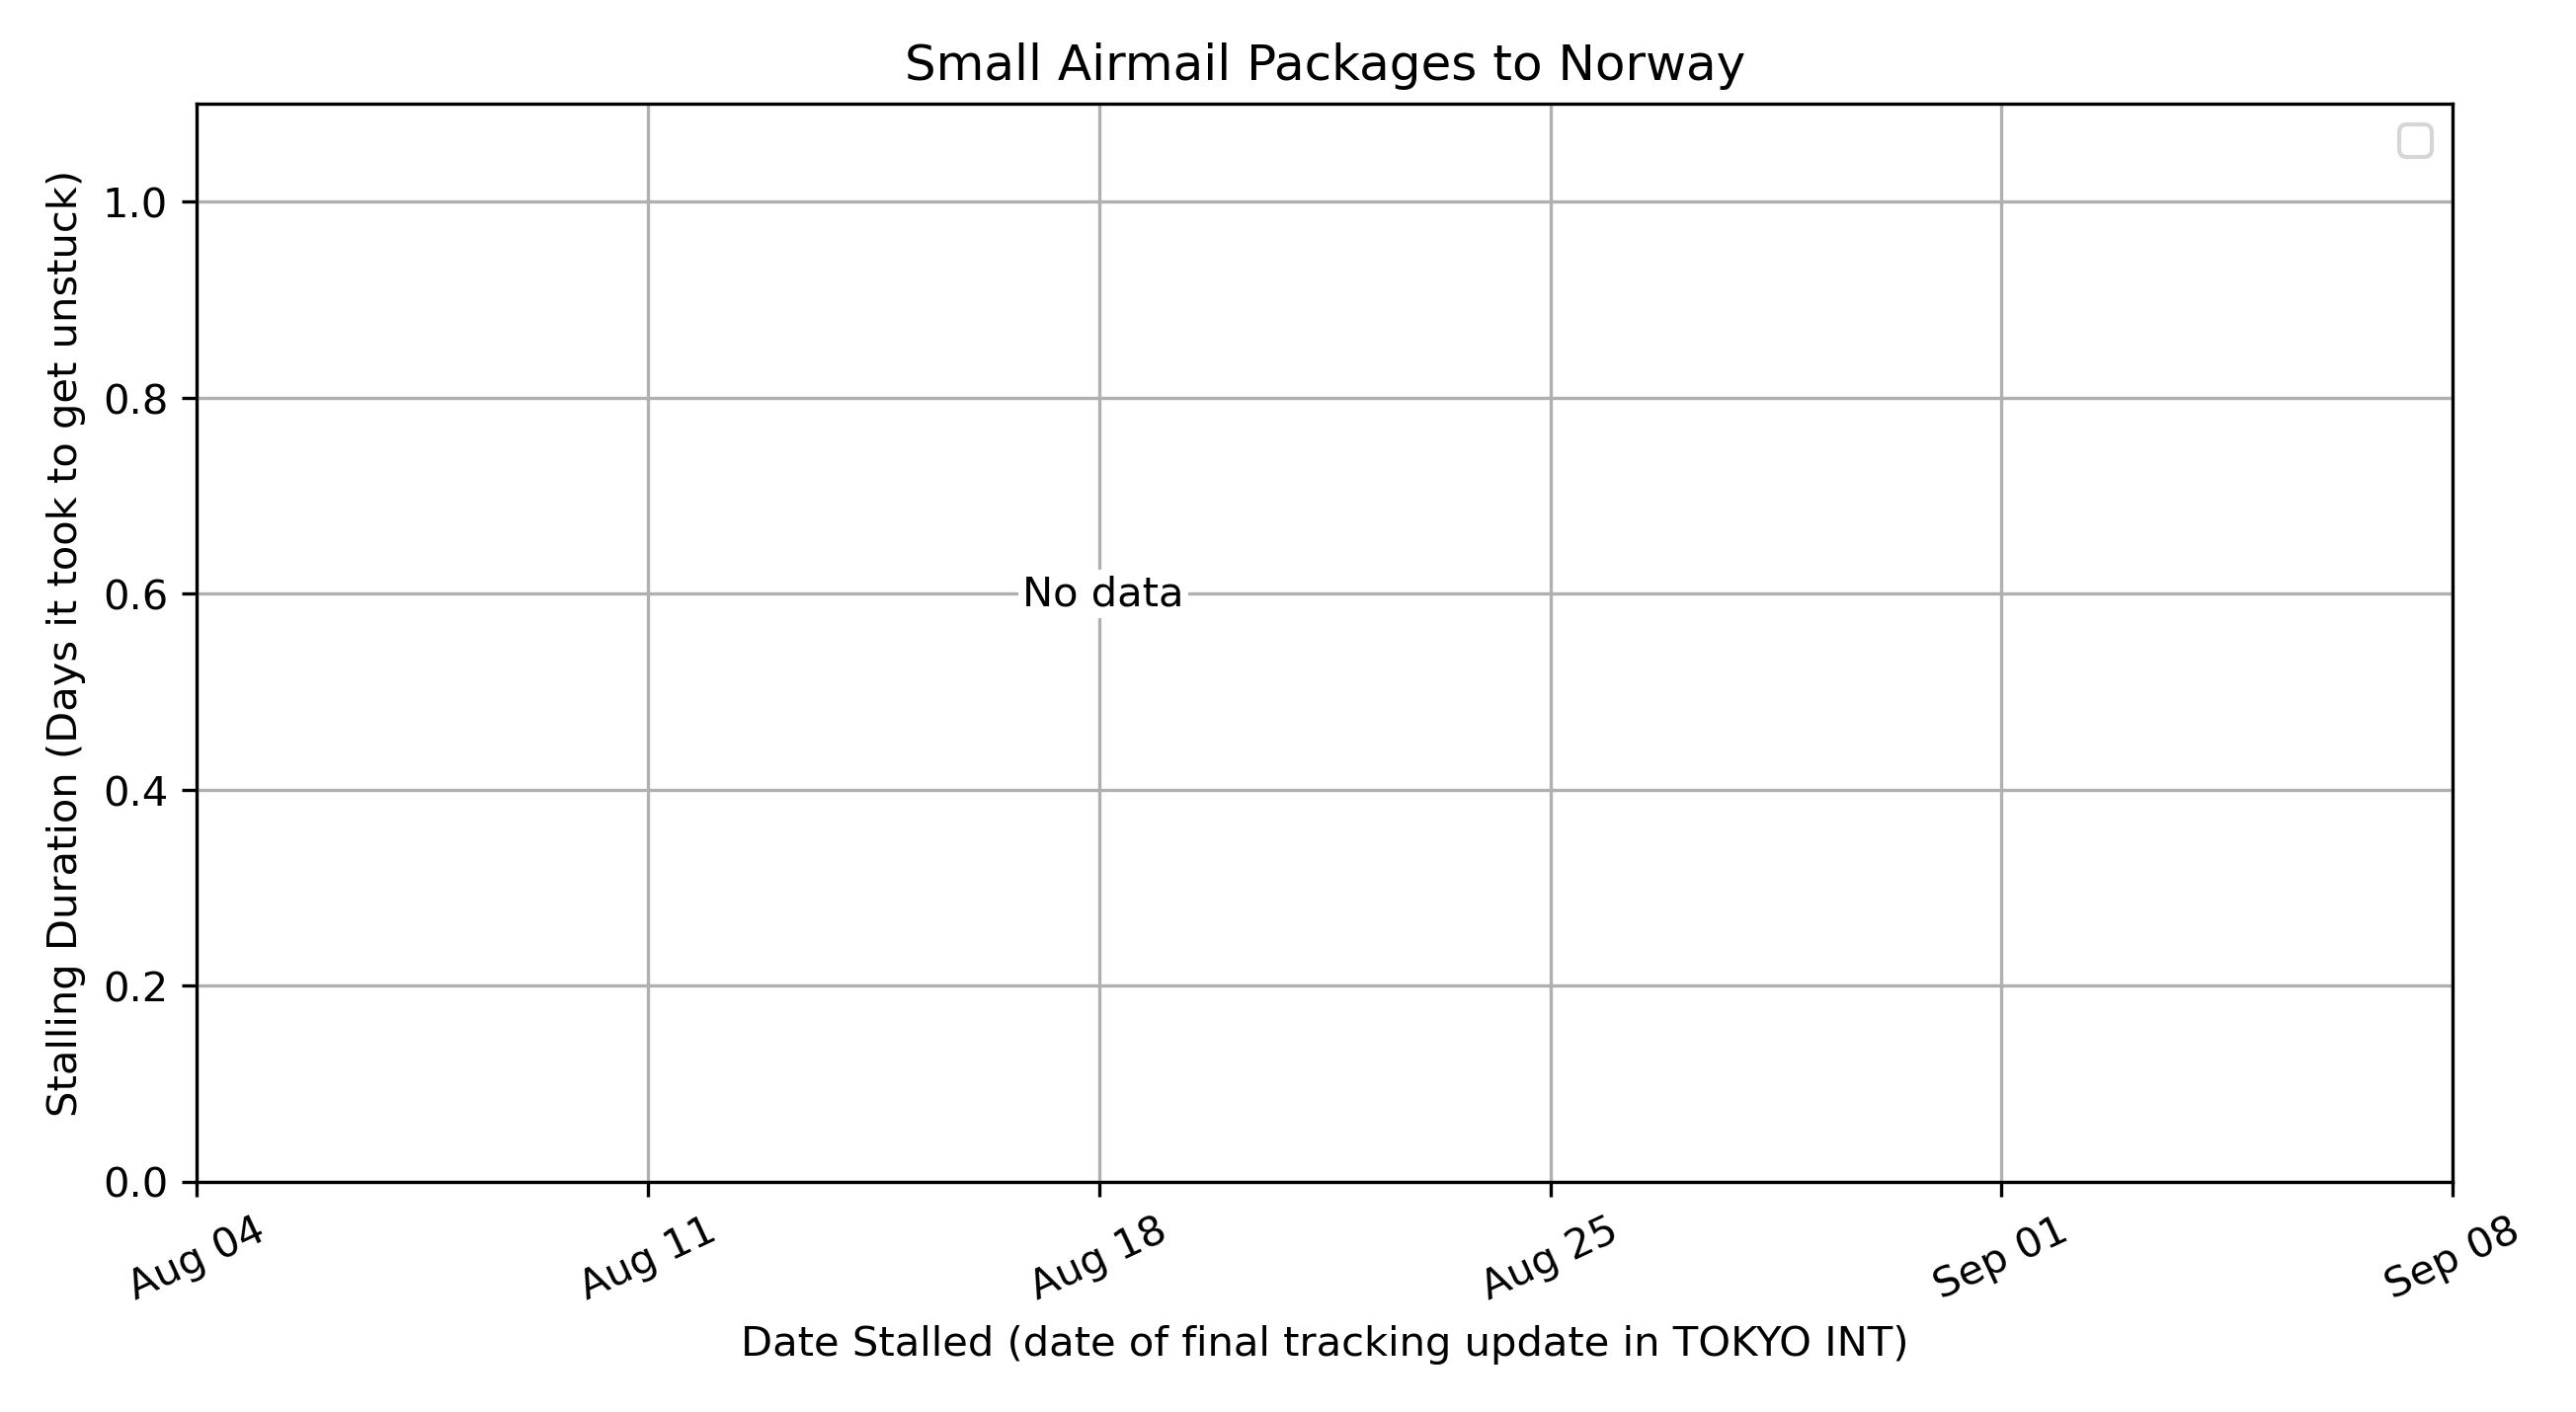 Small Airmail Packages to Norway
Stalling Duration (Days it took to get unstuck)
1.0
0.8
0.6
0.4
0.2
0.0
No data
Aug 04
Aug 11
Aug 18
Aug 25
Sep 01
Sep 08
Date Stalled (date of final tracking update in TOKYO INT)